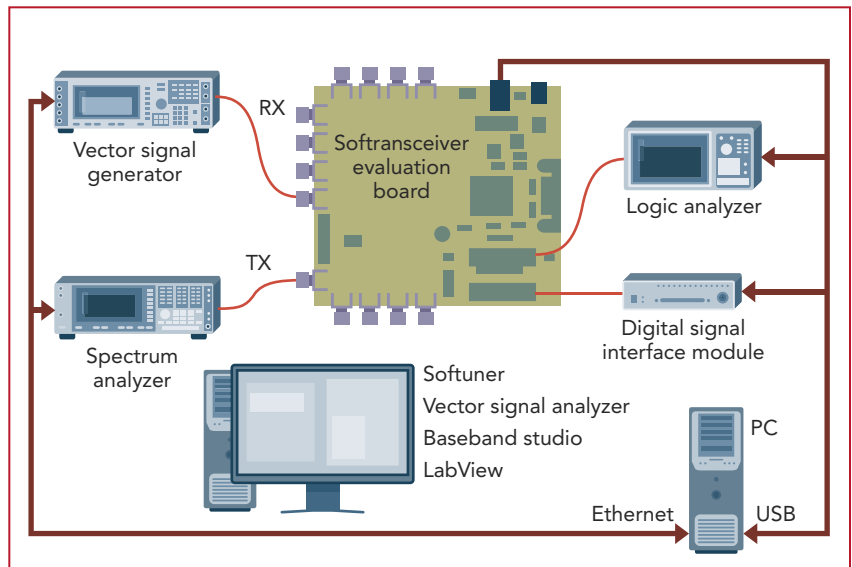 RX
Vector signal
generator
Softransceiver
evaluation
board
Logic analyzer
TX
Spectrum
analyzer
Digital signal
interface module
Softuner
Vector signal analyzer
Baseband studio
LabView
PC
Ethernet
USB